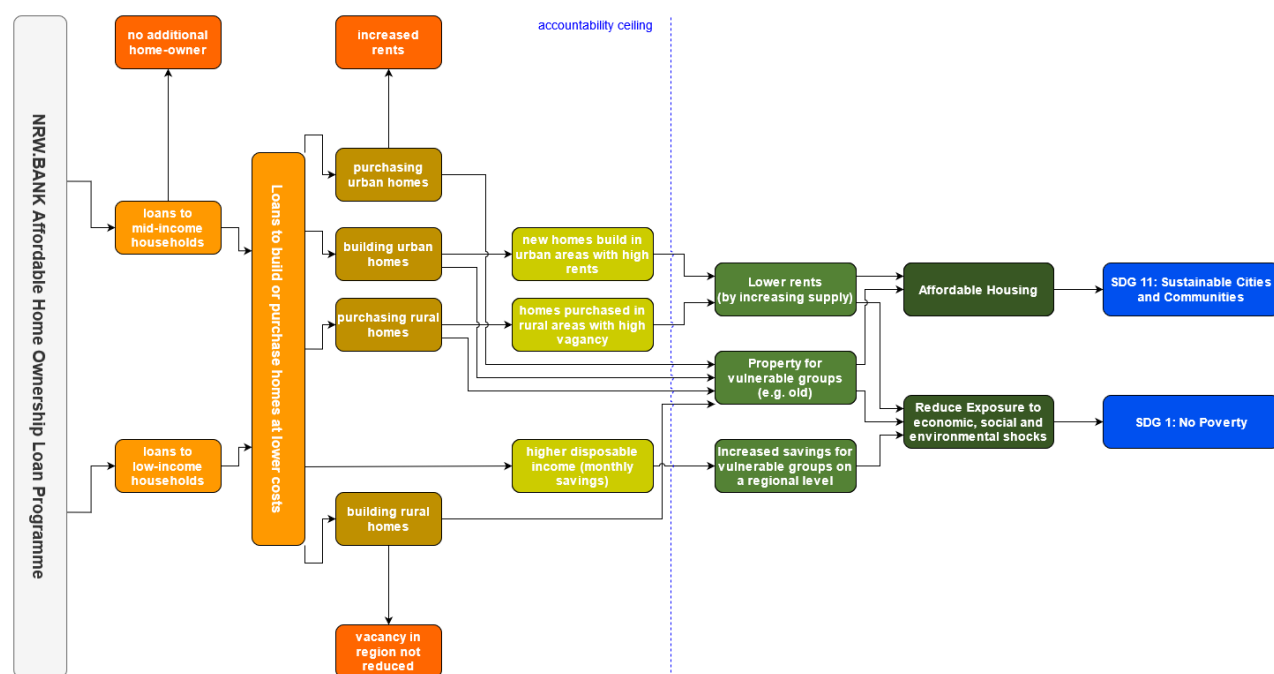 NRW.BANK Affordable Home Ownership Loan Programme
no additional
home-owner
increased
rents
accountability ceiling
loans to
mid-income
households
loans to
low-income
households
Loans to build or purchase homes at lower costs
purchasing
urban homes
building urban
homes
purchasing rural
homes
building rural
homes
vacancy in
region not
reduced
new homes build in
urban areas with high
rents
homes purchased in
rural areas with high
vagancy
higher disposable
income (monthly
savings)
Lower rents
(by increasing supply)
Property for
vulnerable groups
(e.g. old)
Increased savings for
vulnerable groups on
a regional level
Affordable Housing
Reduce Exposure to
economic, social and
environmental shocks
SDG 11: Sustainable Cities
and Communities
SDG 1: No Poverty